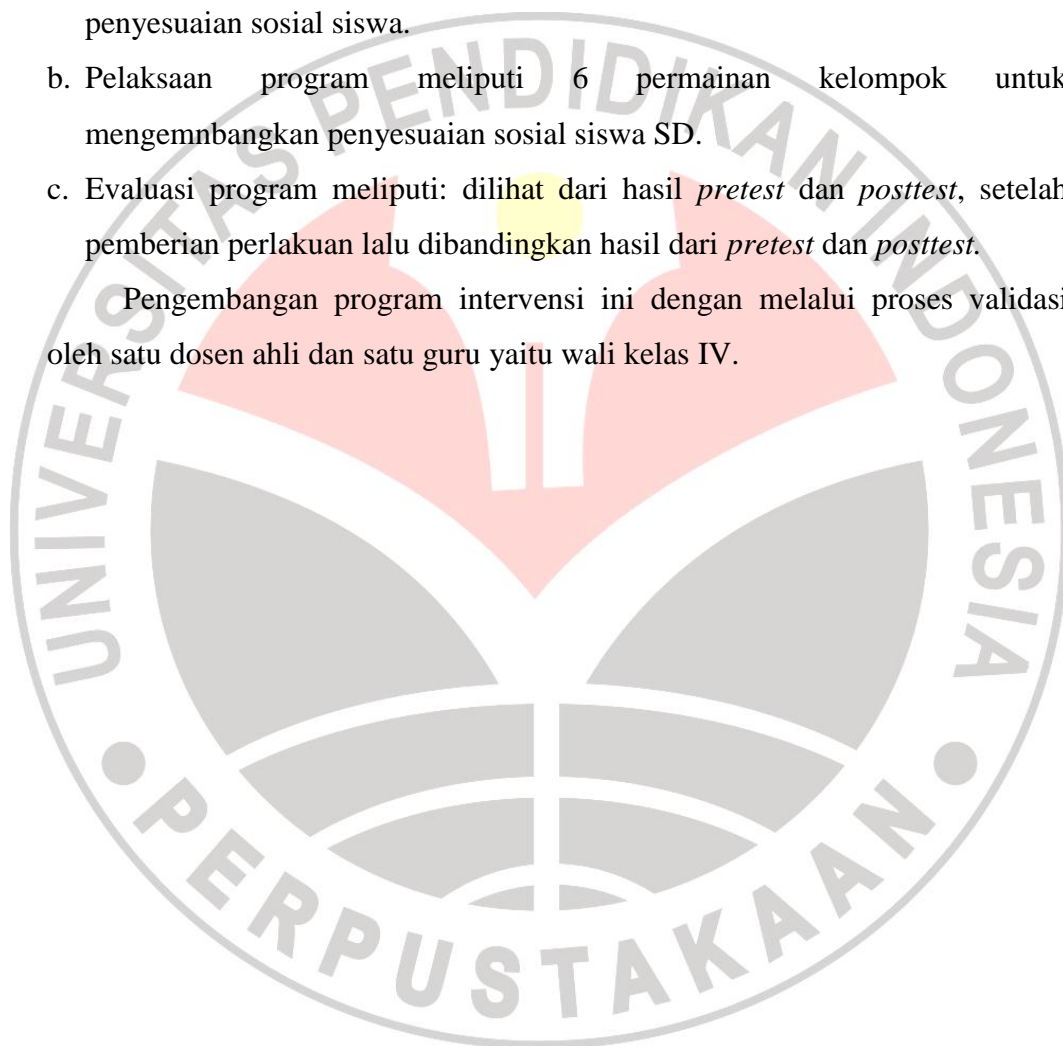 penyesuaian sosial siswa.
b. Pelaksaan program meliputi 6 permainan kelompok untuk
mengemnbangkan penyesuaian sosial siswa SD.
c. Evaluasi program meliputi: dilihat dari hasil pretest dan posttest, setelah
pemberian perlakuan lalu dibandingkan hasil dari pretest dan posttest.
Pengembangan program intervensi ini dengan melalui proses validasi
oleh satu dosen ahli dan satu guru yaitu wali kelas IV.
UNIVERSITAS PENDIDIKAN INDONESIA
PERPUSTAKAAN